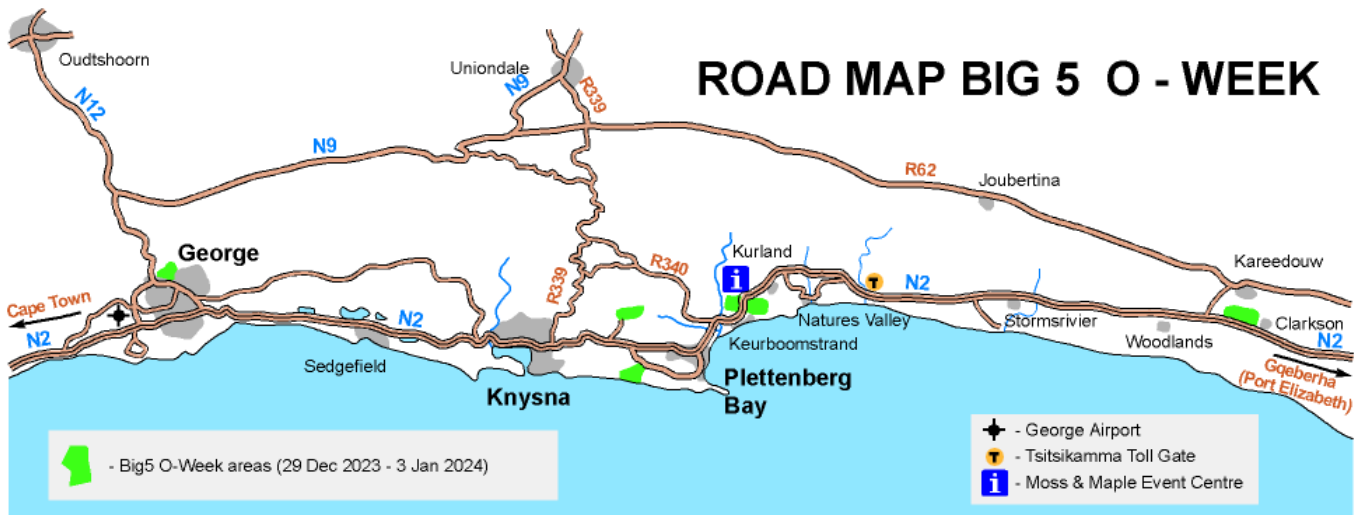 ROAD MAP BIG 5 O - WEEK
Oudtshoorn
Uniondale
N9
R339
N12
N9
R62
Joubertina
George
Kurland
Kareedouw
Cape Town
N2
R339
R340
i
T
N2
N2
Natures Valley
Stormsrivier
Clarkson
N2
Sedgefield
Keurboomstrand
Woodlands
Gqeberha
(Port Elizabeth)
Knysna
Plettenberg
Bay
- Big5 O-Week areas (29 Dec 2023 - 3 Jan 2024)
- George Airport
T - Tsitsikamma Toll Gate
i - Moss & Maple Event Centre